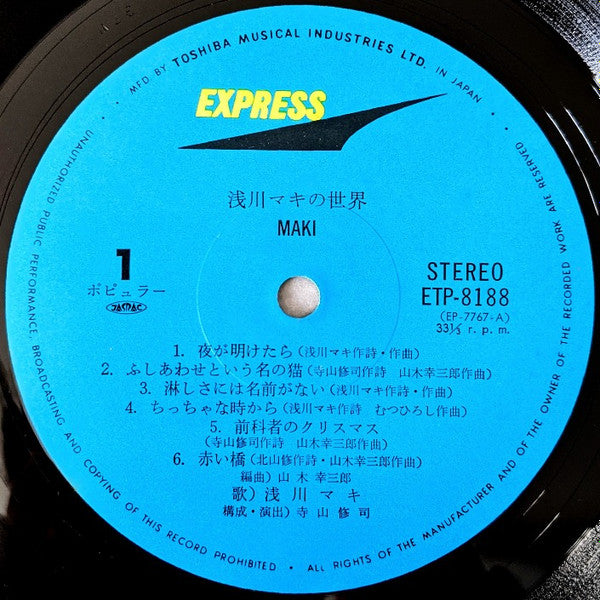 MFD. BY TOSHIBA MUSICAL INDUSTRIES LTD. IN JAPAN
EXPRESS
浅川マキの世界
MAKI
1
ポピュラー
JASRAC
STEREO
ETP-8188
(EP-7767-A)
33⅓ r. p. m.
1. 夜が明けたら(浅川マキ作詩・作曲)
2. ふしあわせという名の猫(寺山修司作詩 山木幸三郎作曲)
3. 淋しさには名前がない(浅川マキ作詩・作曲)
4. ちっちゃな時から(浅川マキ作詩 むつひろし作曲)
5. 前科者のクリスマス
(寺山修司作詩 山木幸三郎作曲)
6. 赤い橋(北山修作詩・山木幸三郎作曲)
編曲)山木幸三郎
歌)浅川マキ
構成・演出)寺山修司
UNAUTHORIZED PUBLIC PERFORMANCE, BROADCASTING AND COPYING OF THIS RECORD PROHIBITED • ALL RIGHTS OF THE MANUFACTURER AND OF THE OWNER OF THE RECORDED WORK ARE RESERVED